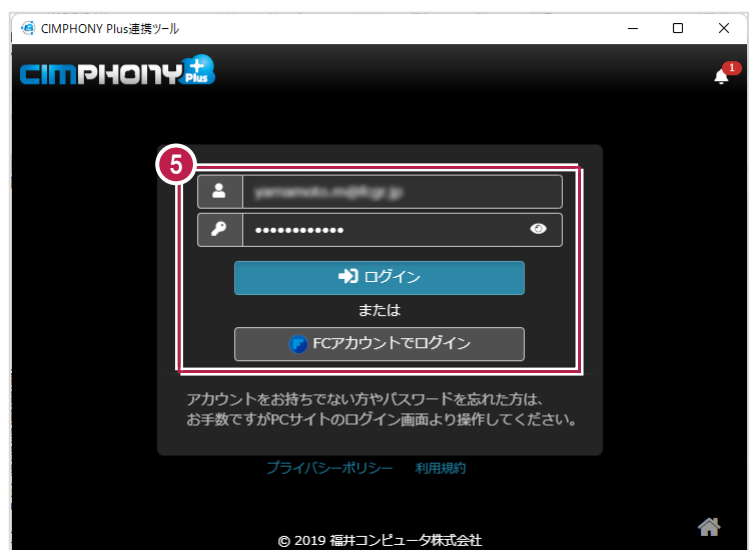 CIMPHONY Plus連携ツール
CIMPHONY Plus
1
5
••••••••••••
ログイン
または
FCアカウントでログイン
アカウントをお持ちでない方やパスワードを忘れた方は、
お手数ですがPCサイトのログイン画面より操作してください。
プライバシーポリシー 利用規約
© 2019 福井コンピュータ株式会社